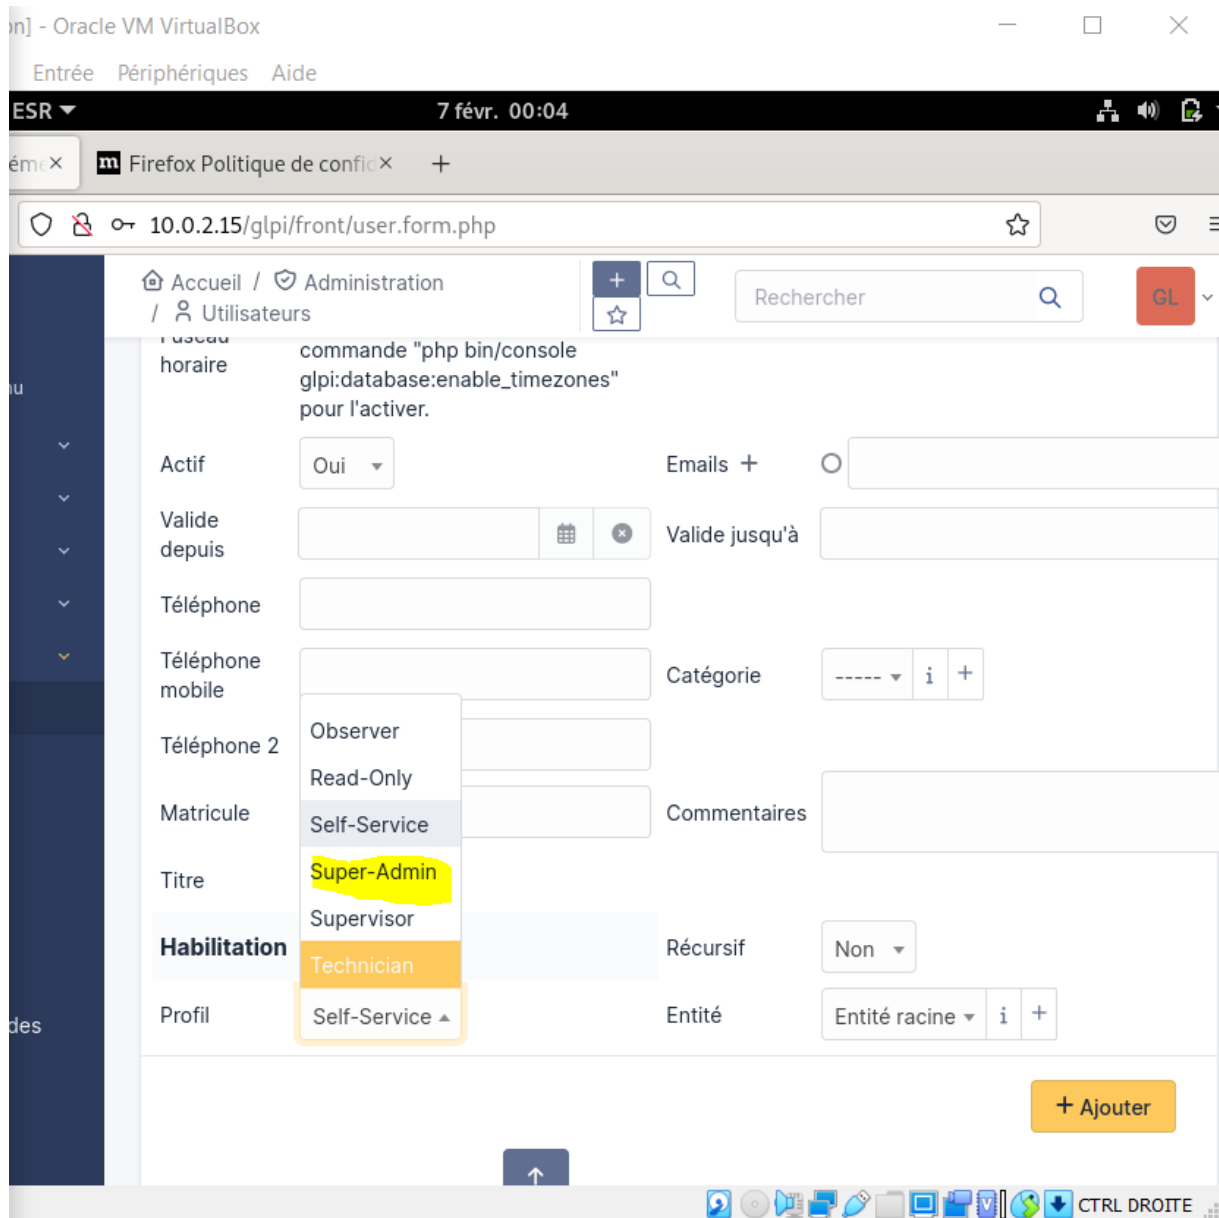 on] - Oracle VM VirtualBox
Entrée Périphériques Aide
ESR 7 févr. 00:04
éme × m Firefox Politique de confid × +
10.0.2.15/glpi/front/user.form.php
Accueil / Administration
/ Utilisateurs
Rechercher
GL
Fuseau
horaire
commande "php bin/console
glpi:database:enable_timezones"
pour l'activer.
nu
Actif Oui Emails +
Valide
depuis
Valide jusqu'à
Téléphone
Téléphone
mobile
Catégorie ----- i +
Téléphone 2
Observer
Read-Only
Matricule
Self-Service
Commentaires
Super-Admin
Titre
Supervisor
Habilitation
Technician
Récursif Non
Profil Self-Service Entité Entité racine i +
des
+ Ajouter
CTRL DROITE